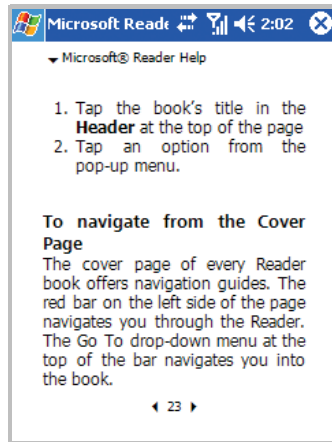 Microsoft Reade 2:02
Microsoft® Reader Help
1. Tap the book's title in the
Header at the top of the page
2. Tap an option from the
pop-up menu.
To navigate from the Cover
Page
The cover page of every Reader
book offers navigation guides. The
red bar on the left side of the page
navigates you through the Reader.
The Go To drop-down menu at the
top of the bar navigates you into
the book.
23